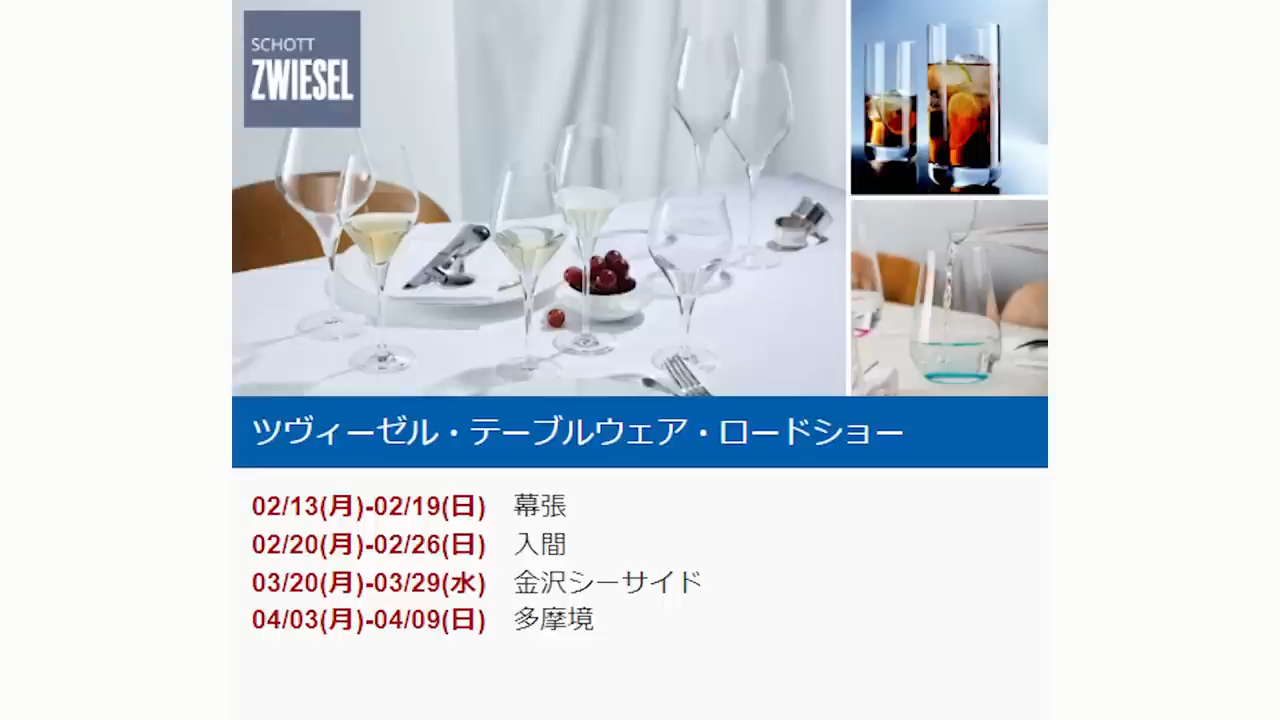 SCHOTT
ZWIESEL
ツヴィーゼル・テーブルウェア・ロードショー
02/13(月)-02/19(日) 幕張
02/20(月)-02/26(日) 入間
03/20(月)-03/29(水) 金沢シーサイド
04/03(月)-04/09(日) 多摩境